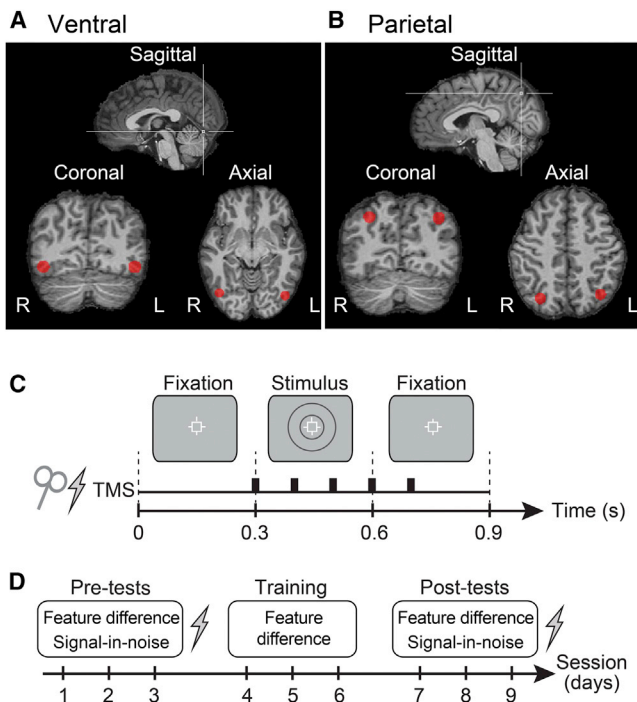 A Ventral
Sagittal
Coronal
Axial
R L R L
B Parietal
Sagittal
Coronal
Axial
R L R L
C
Fixation Stimulus Fixation
TMS
Time (s)
0 0.3 0.6 0.9
D
Pre-tests Training Post-tests
Feature difference
Signal-in-noise
Feature
difference
Feature difference
Signal-in-noise
Session
(days)
1 2 3 4 5 6 7 8 9